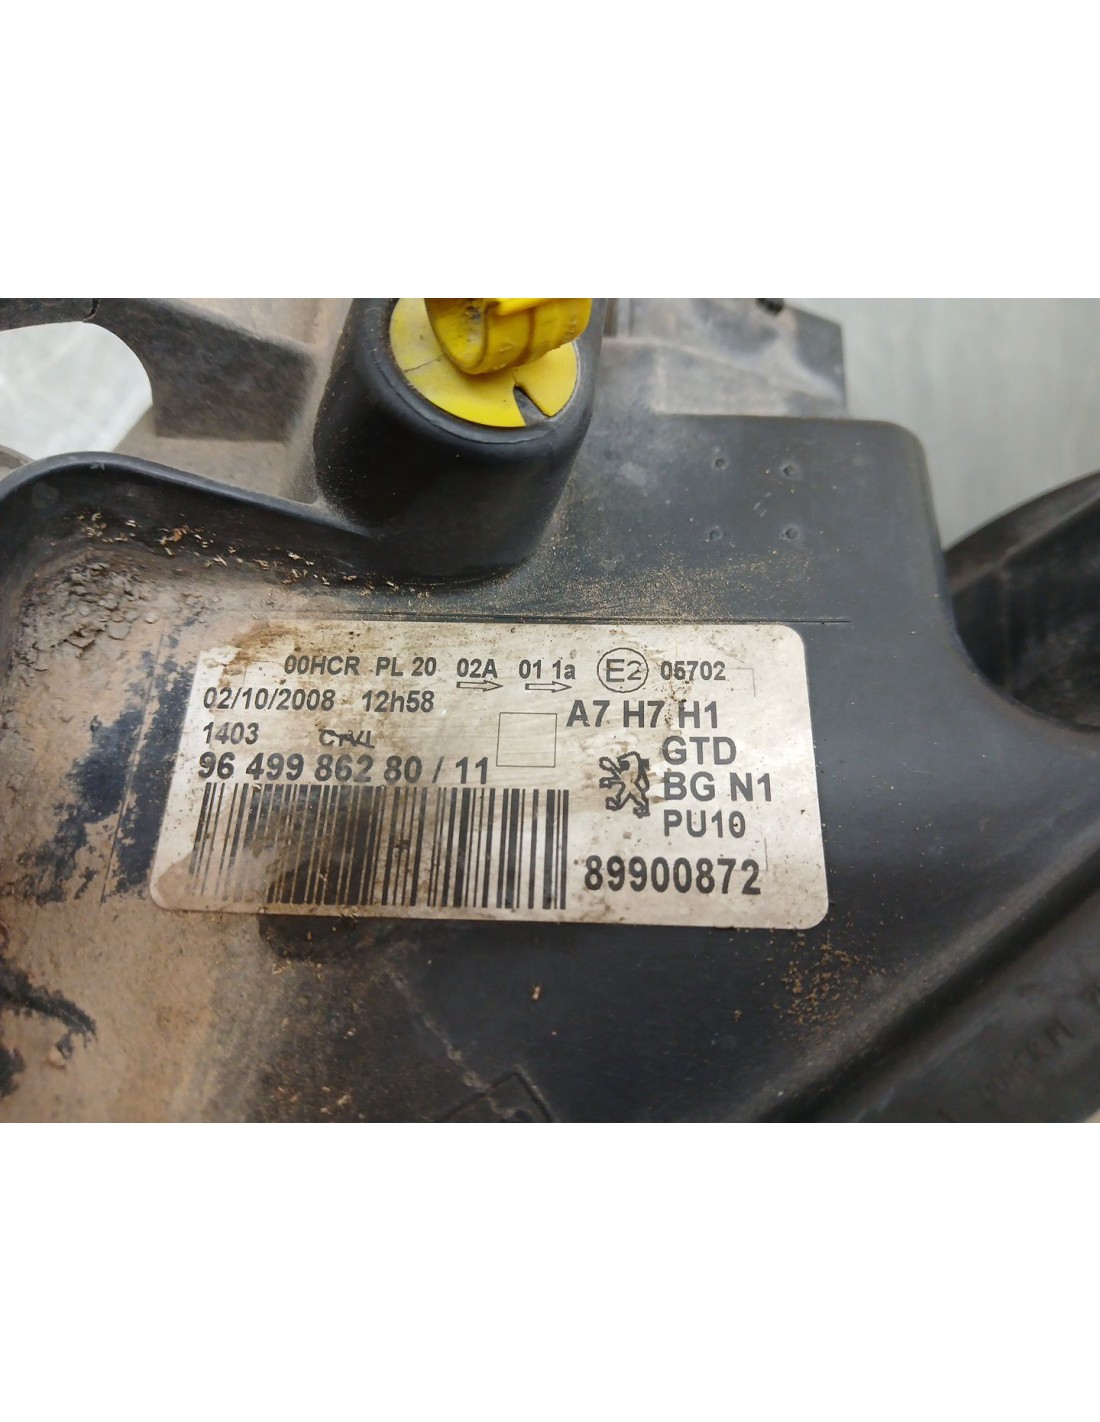 00HCR PL 20 02A 01 1a E2 05702
02/10/2008 12h58 A7 H7 H1
1403 GTD
96 499 862 80 / 11 BG N1
PU10
89900872